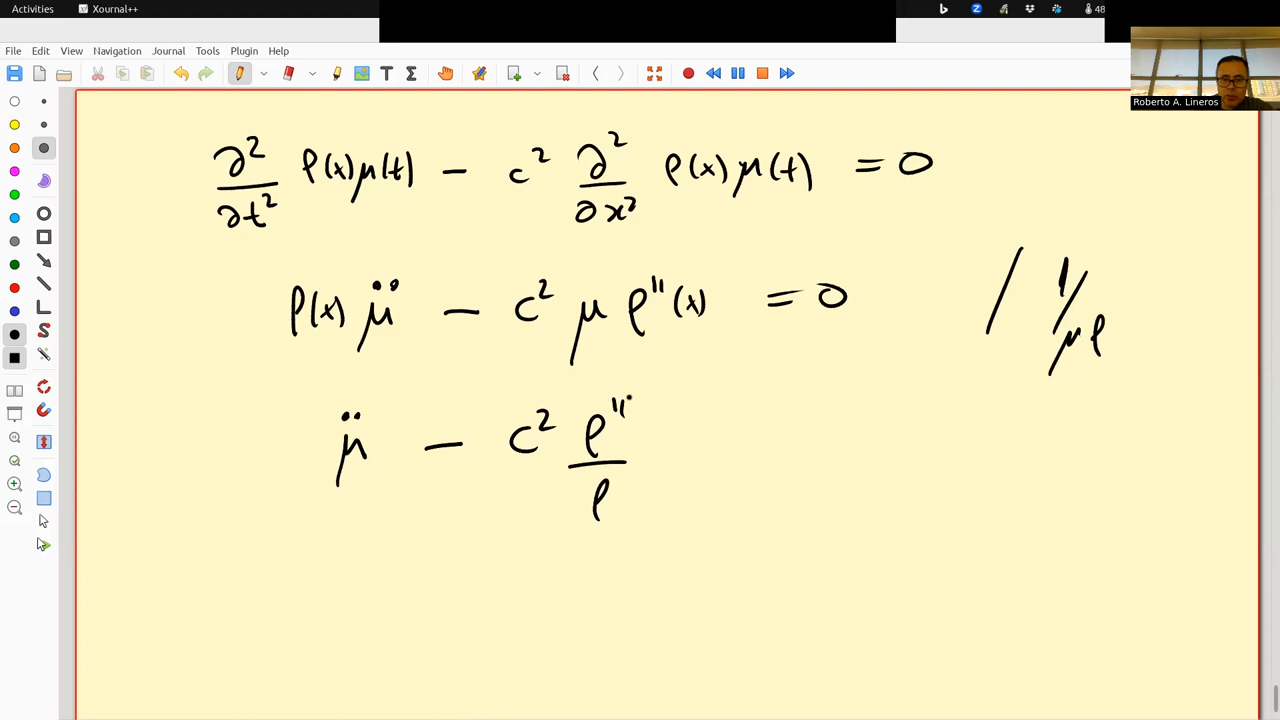 Activities Xournal++ 48
File Edit View Navigation Journal Tools Plugin Help
Roberto A. Lineros
∂²/∂t² ρ(x)μ(t) − c² ∂²/∂x² ρ(x)μ(t) = 0
ρ(x) μ̈ − c² μ ρ"(x) = 0 / 1/μρ
μ̈ − c² ρ"/ρ